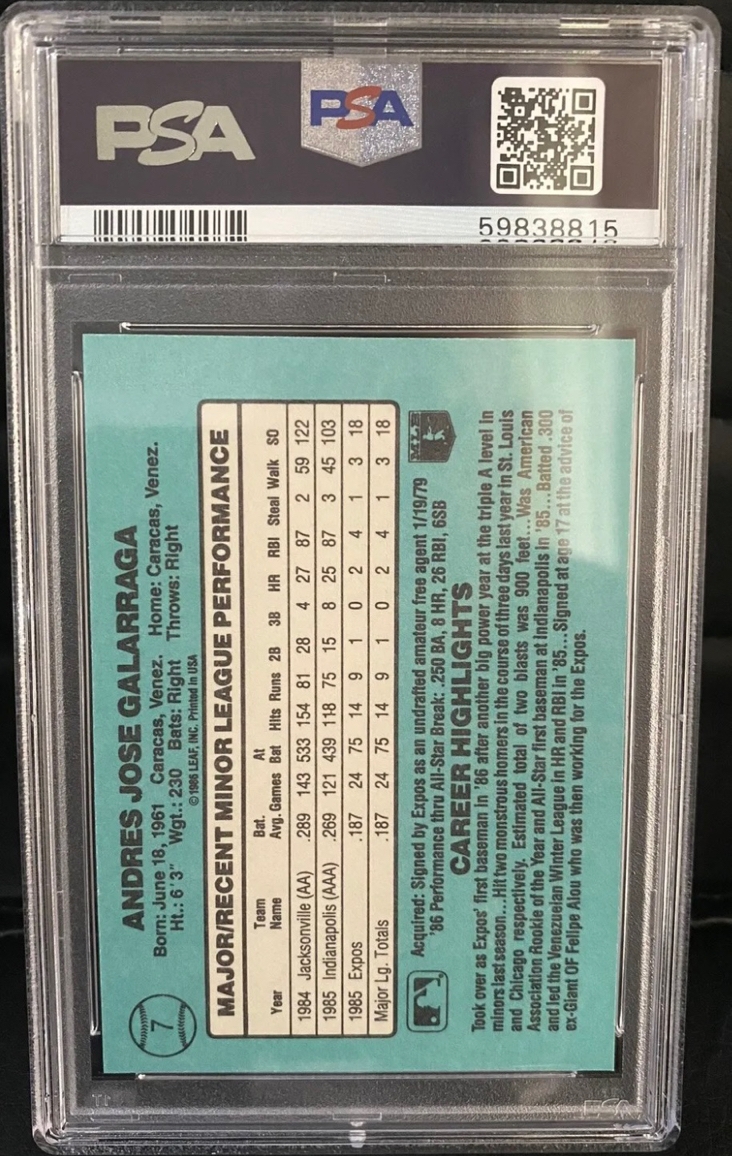 PSA
PSA
59838815
7
ANDRES JOSE GALARRAGA
Born: June 18, 1961 Caracas, Venez. Home: Caracas, Venez.
Ht.: 6'3" Wgt.: 230 Bats: Right Throws: Right
© 1986 LEAF, INC. Printed in USA
MAJOR/RECENT MINOR LEAGUE PERFORMANCE
Team Bat. At
Year Name Avg. Games Bat Hits Runs 2B 3B HR RBI Steal Walk SO
1984 Jacksonville (AA) .289 143 533 154 81 28 4 27 87 2 59 122
1985 Indianapolis (AAA) .269 121 439 118 75 15 8 25 87 3 45 103
1985 Expos .187 24 75 14 9 1 0 2 4 1 3 18
Major Lg. Totals .187 24 75 14 9 1 0 2 4 1 3 18
Acquired: Signed by Expos as an undrafted amateur free agent 1/19/79
'86 Performance thru All-Star Break: .250 BA, 8 HR, 26 RBI, 6SB
CAREER HIGHLIGHTS
Took over as Expos' first baseman in '86 after another big power year at the triple A level in
minors last season...Hit two monstrous homers in the course of three days last year in St. Louis
and Chicago respectively. Estimated total of two blasts was 900 feet...Was American
Association Rookie of the Year and All-Star first baseman at Indianapolis in '85...Batted .300
and led the Venezuelan Winter League in HR and RBI in '85...Signed at age 17 at the advice of
ex-Giant OF Felipe Alou who was then working for the Expos.